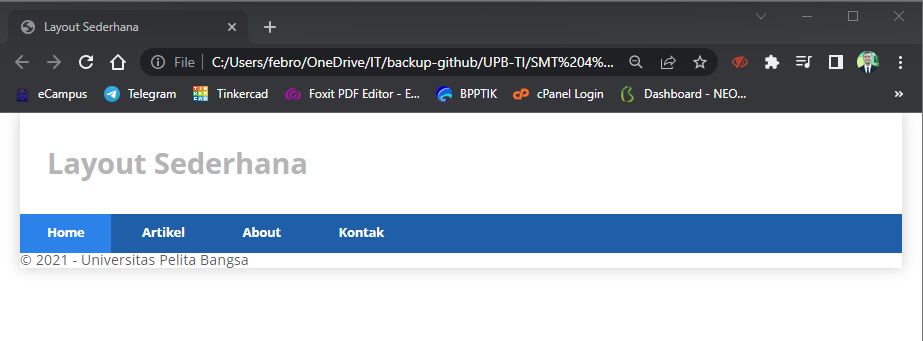 Layout Sederhana
File | C:/Users/febro/OneDrive/IT/backup-github/UPB-TI/SMT%204%...
eCampus Telegram Tinkercad Foxit PDF Editor - E... BPPTIK cPanel Login Dashboard - NEO... »
Layout Sederhana
Home Artikel About Kontak
© 2021 - Universitas Pelita Bangsa